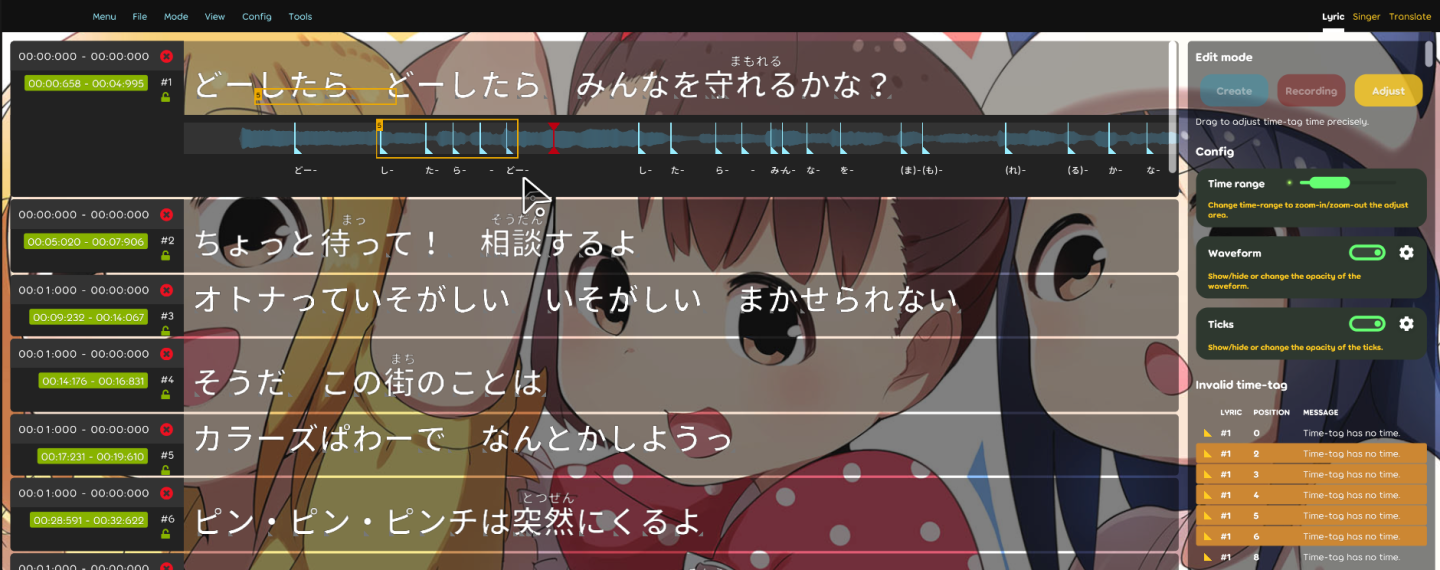 Menu File Mode View Config Tools
Lyric Singer Translate
00:00:000 - 00:00:000
00:00:658 - 00:04:995 #1
まもれる
どーしたら どーしたら みんなを守れるかな？
5
5
どー- し- た- ら- - どー- し- た- ら- - み- ん- な- を- (ま)- (も)- (れ)- (る)- か- な-
00:00:000 - 00:00:000
00:05:020 - 00:07:906 #2
まっ そうだん
ちょっと待って！ 相談するよ
00:01:000 - 00:00:000
00:09:232 - 00:14:067 #3
オトナっていそがしい いそがしい まかせられない
00:01:000 - 00:00:000
00:14:176 - 00:16:831 #4
まち
そうだ この街のことは
00:01:000 - 00:00:000
00:17:231 - 00:19:610 #5
カラーズぱわーで なんとかしようっ
00:01:000 - 00:00:000
00:28:591 - 00:32:622 #6
とつせん
ピン・ピン・ピンチは突然にくるよ
00:01:000 - 00:00:000
Edit mode
Create Recording Adjust
Drag to adjust time-tag time precisely.
Config
Time range
Change time-range to zoom-in/zoom-out the adjust
area.
Waveform
Show/hide or change the opacity of the
waveform.
Ticks
Show/hide or change the opacity of the ticks.
Invalid time-tag
LYRIC POSITION MESSAGE
#1 0 Time-tag has no time.
#1 2 Time-tag has no time.
#1 3 Time-tag has no time.
#1 4 Time-tag has no time.
#1 5 Time-tag has no time.
#1 6 Time-tag has no time.
#1 8 Time-tag has no time.